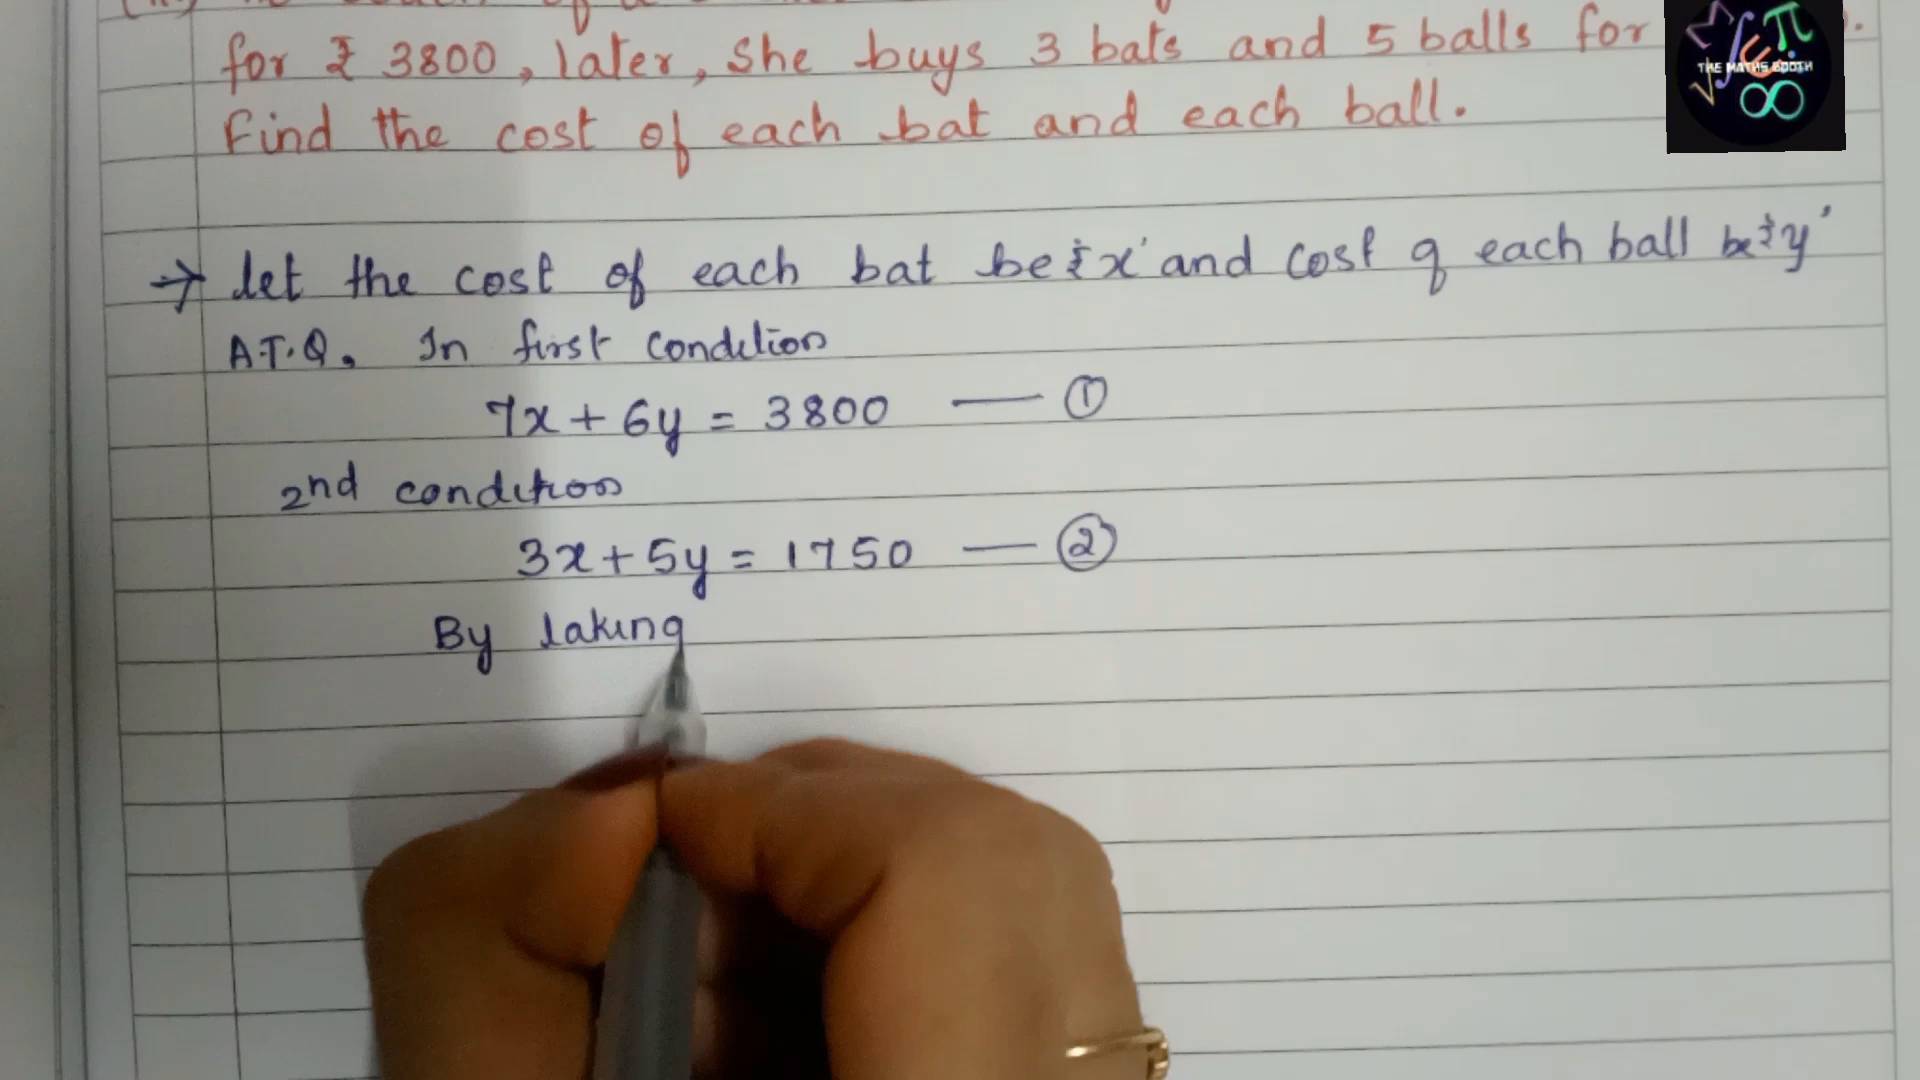 for ₹ 3800, later, She buys 3 bats and 5 balls for
Find the cost of each bat and each ball.
THE MATHS BOOTH
→ let the cost of each bat be ₹ x' and cost of each ball be ₹ y'
A.T.Q. In first condition
7x + 6y = 3800 — ①
2nd condition
3x + 5y = 1750 — ②
By taking